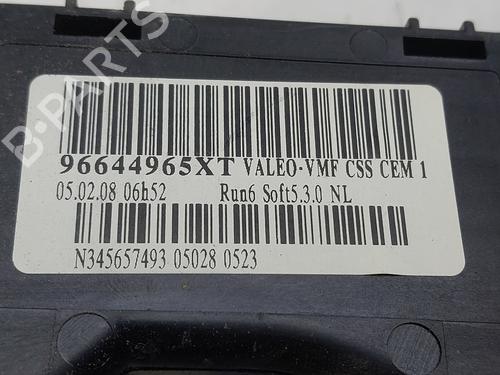 96644965XT VALEO-VMF CSS CEM 1
05.02.08 06h52 Run6 Soft5.3.0 NL
N345657493 05028 0523
B-PARTS